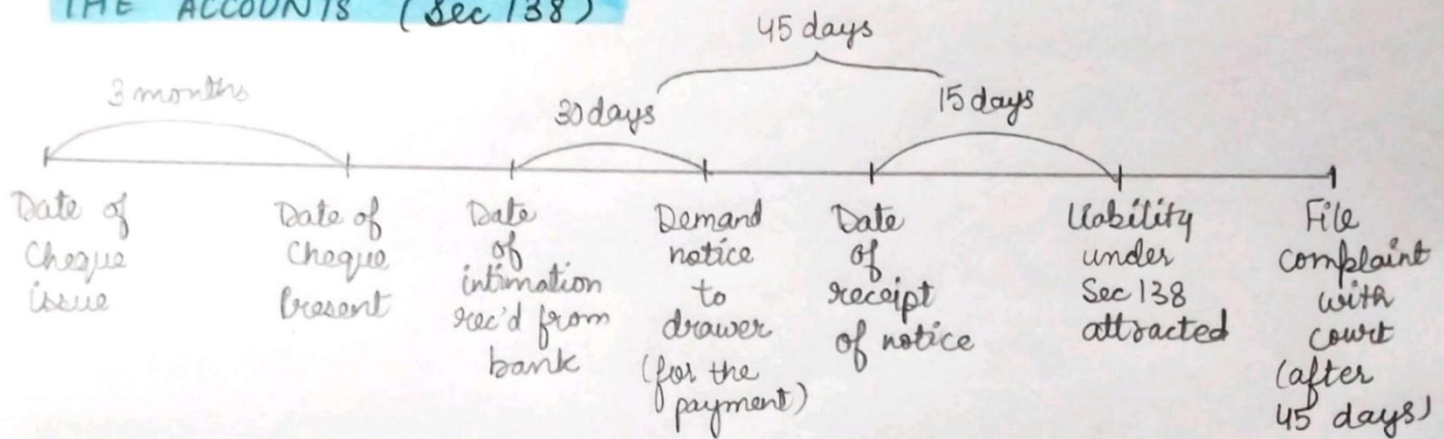 THE ACCOUNTS (Sec 138)
45 days
3 months
30 days
15 days
Date of
Cheque
issue
Date of
Cheque
Present
Date
of
intimation
rec'd from
bank
Demand
notice
to
drawer
(for the
payment)
Date
of
receipt
of notice
Liability
under
Sec 138
attracted
File
complaint
with
court
(after
45 days)